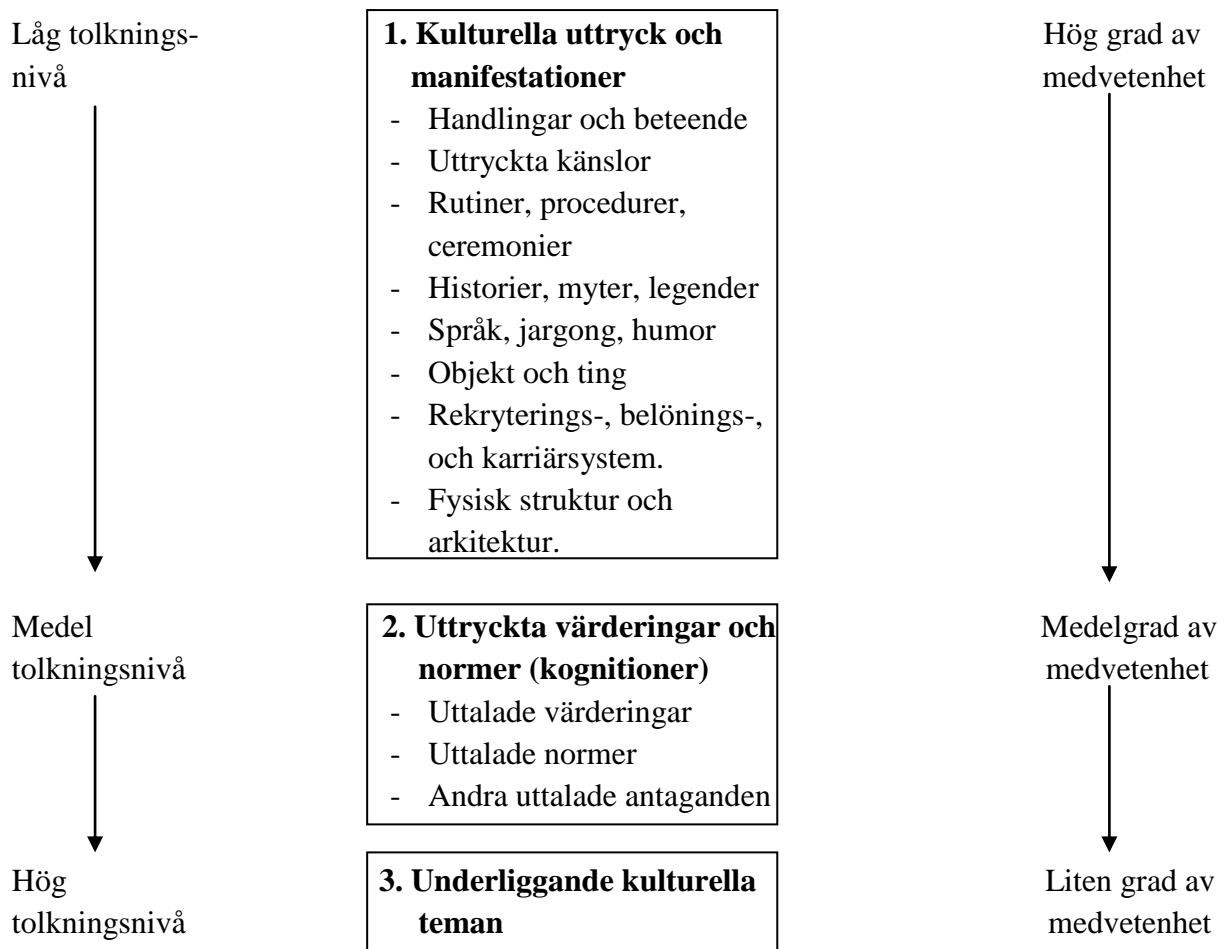 Låg tolknings-
nivå
1. Kulturella uttryck och
manifestationer
- Handlingar och beteende
- Uttryckta känslor
- Rutiner, procedurer,
ceremonier
- Historier, myter, legender
- Språk, jargong, humor
- Objekt och ting
- Rekryterings-, belönings-,
och karriärsystem.
- Fysisk struktur och
arkitektur.
Hög grad av
medvetenhet
Medel
tolkningsnivå
2. Uttryckta värderingar och
normer (kognitioner)
- Uttalade värderingar
- Uttalade normer
- Andra uttalade antaganden
Medelgrad av
medvetenhet
Hög
tolkningsnivå
3. Underliggande kulturella
teman
Liten grad av
medvetenhet